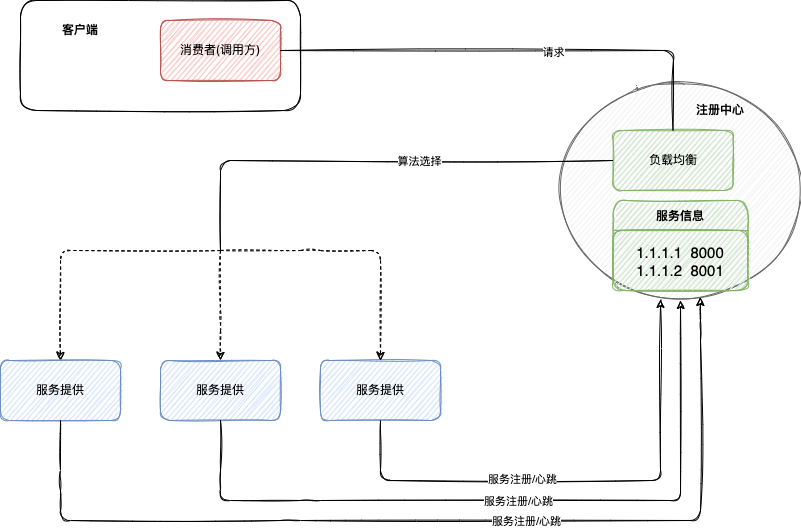 客户端
消费者(调用方)
请求
注册中心
负载均衡
算法选择
服务信息
1.1.1.1 8000
1.1.1.2 8001
服务提供
服务提供
服务提供
服务注册/心跳
服务注册/心跳
服务注册/心跳